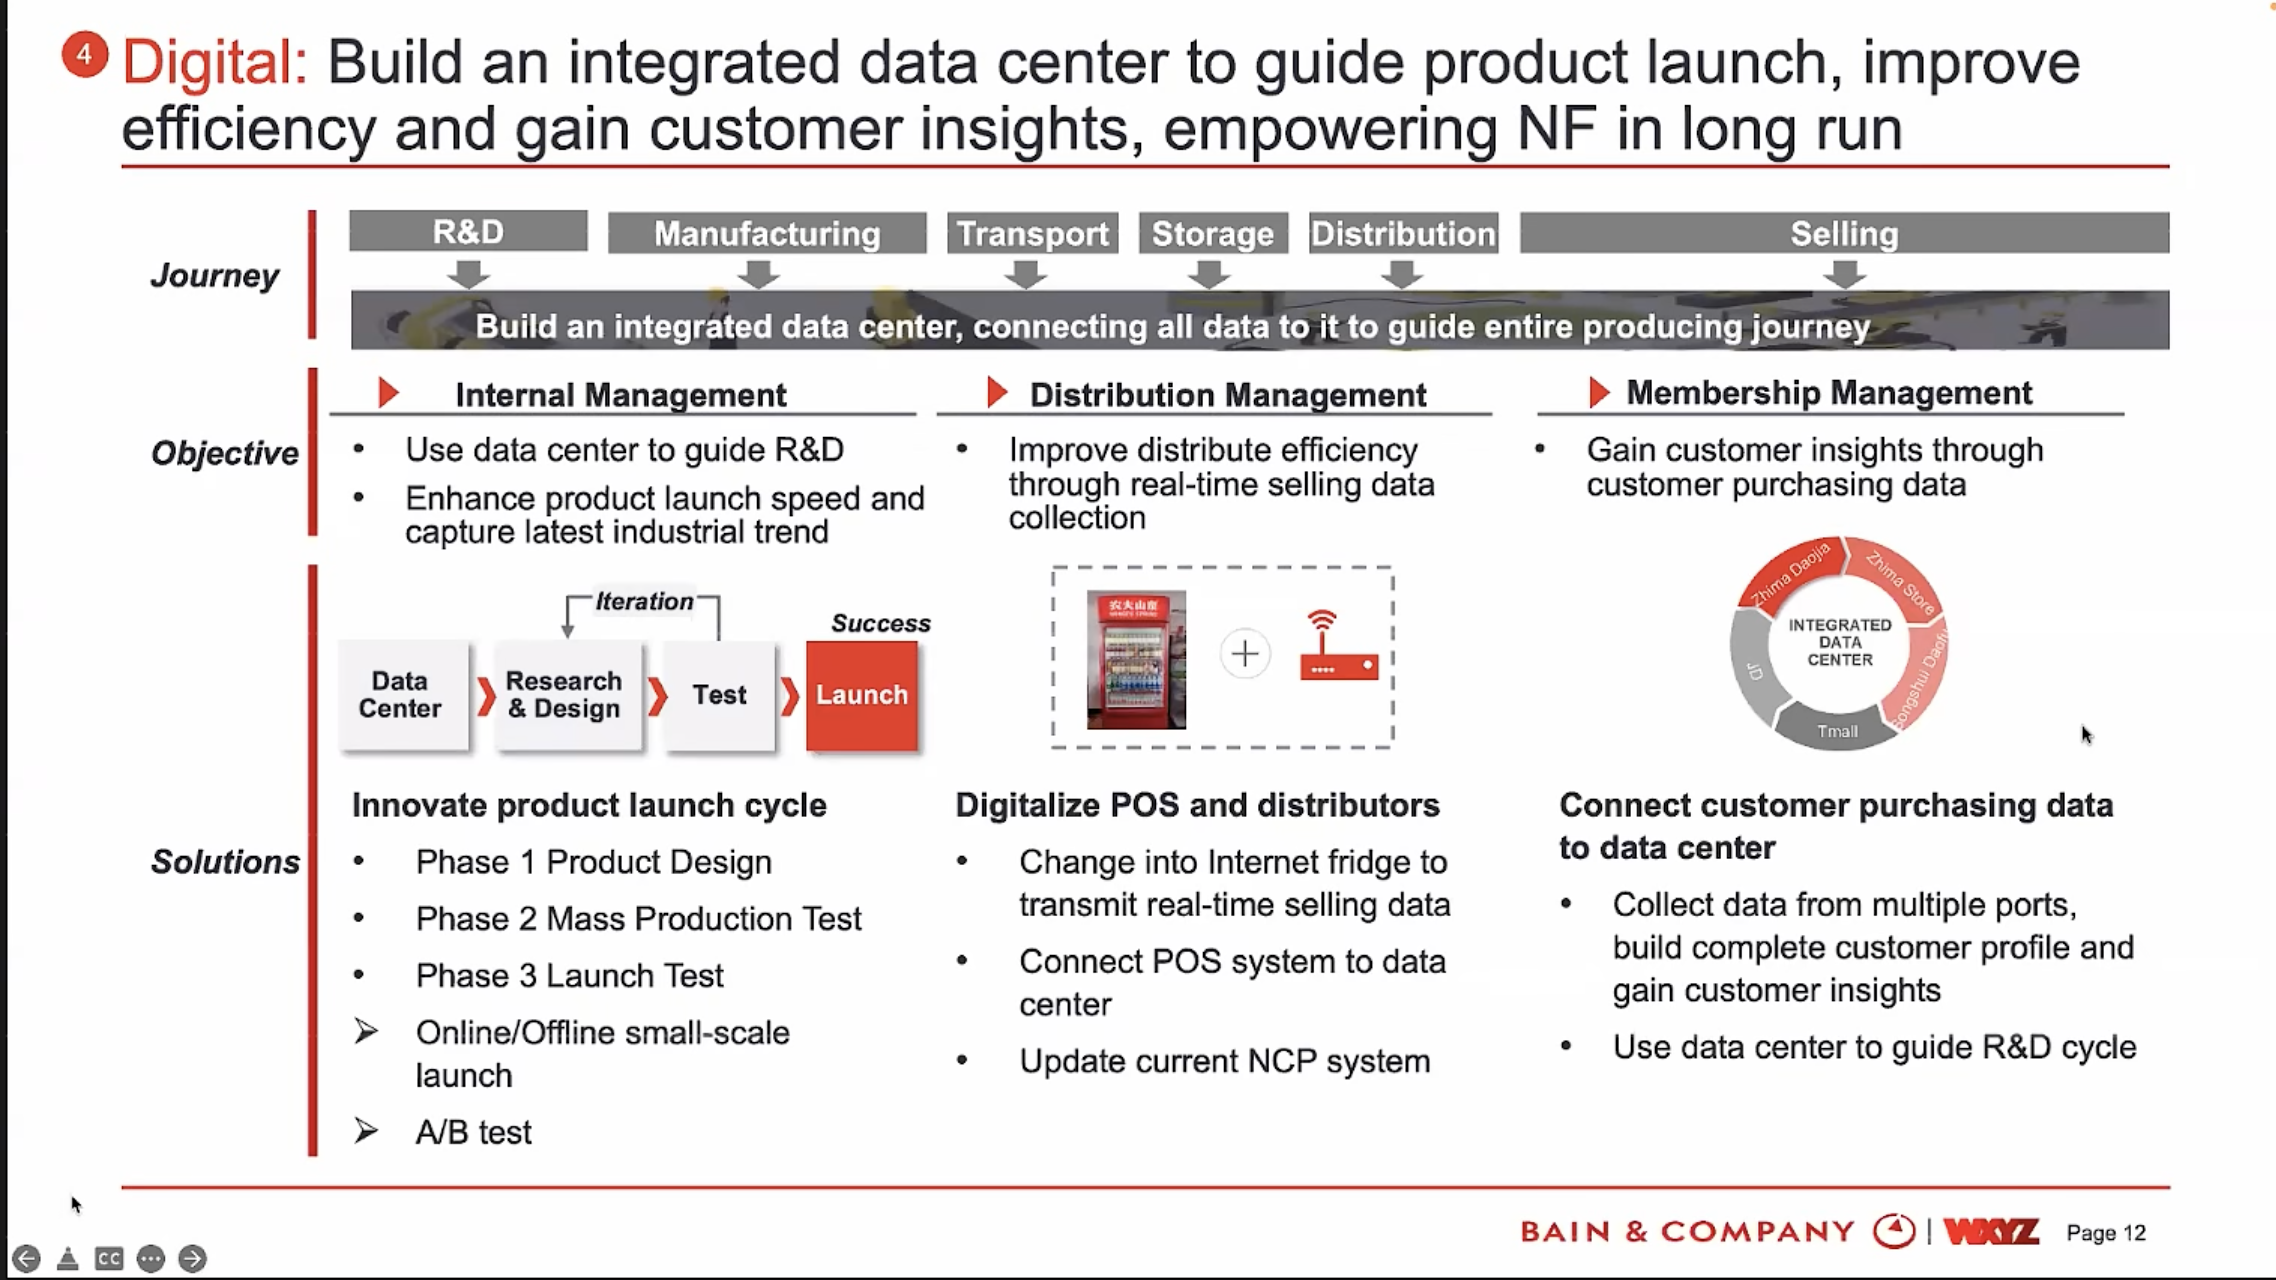 4
Digital: Build an integrated data center to guide product launch, improve
efficiency and gain customer insights, empowering NF in long run
Journey
R&D
Manufacturing
Transport
Storage
Distribution
Selling
Build an integrated data center, connecting all data to it to guide entire producing journey
Objective
Internal Management
• Use data center to guide R&D
• Enhance product launch speed and
capture latest industrial trend
Distribution Management
• Improve distribute efficiency
through real-time selling data
collection
Membership Management
• Gain customer insights through
customer purchasing data
Solutions
Iteration
Success
Data
Center
Research
& Design
Test
Launch
Innovate product launch cycle
• Phase 1 Product Design
• Phase 2 Mass Production Test
• Phase 3 Launch Test
➢ Online/Offline small-scale
launch
➢ A/B test
农夫山泉
Digitalize POS and distributors
• Change into Internet fridge to
transmit real-time selling data
• Connect POS system to data
center
• Update current NCP system
Zhima Daojia
Zhima Store
Songshui Daofu
Tmall
JD
INTEGRATED
DATA
CENTER
Connect customer purchasing data
to data center
• Collect data from multiple ports,
build complete customer profile and
gain customer insights
• Use data center to guide R&D cycle
BAIN & COMPANY | WXYZ Page 12
CC